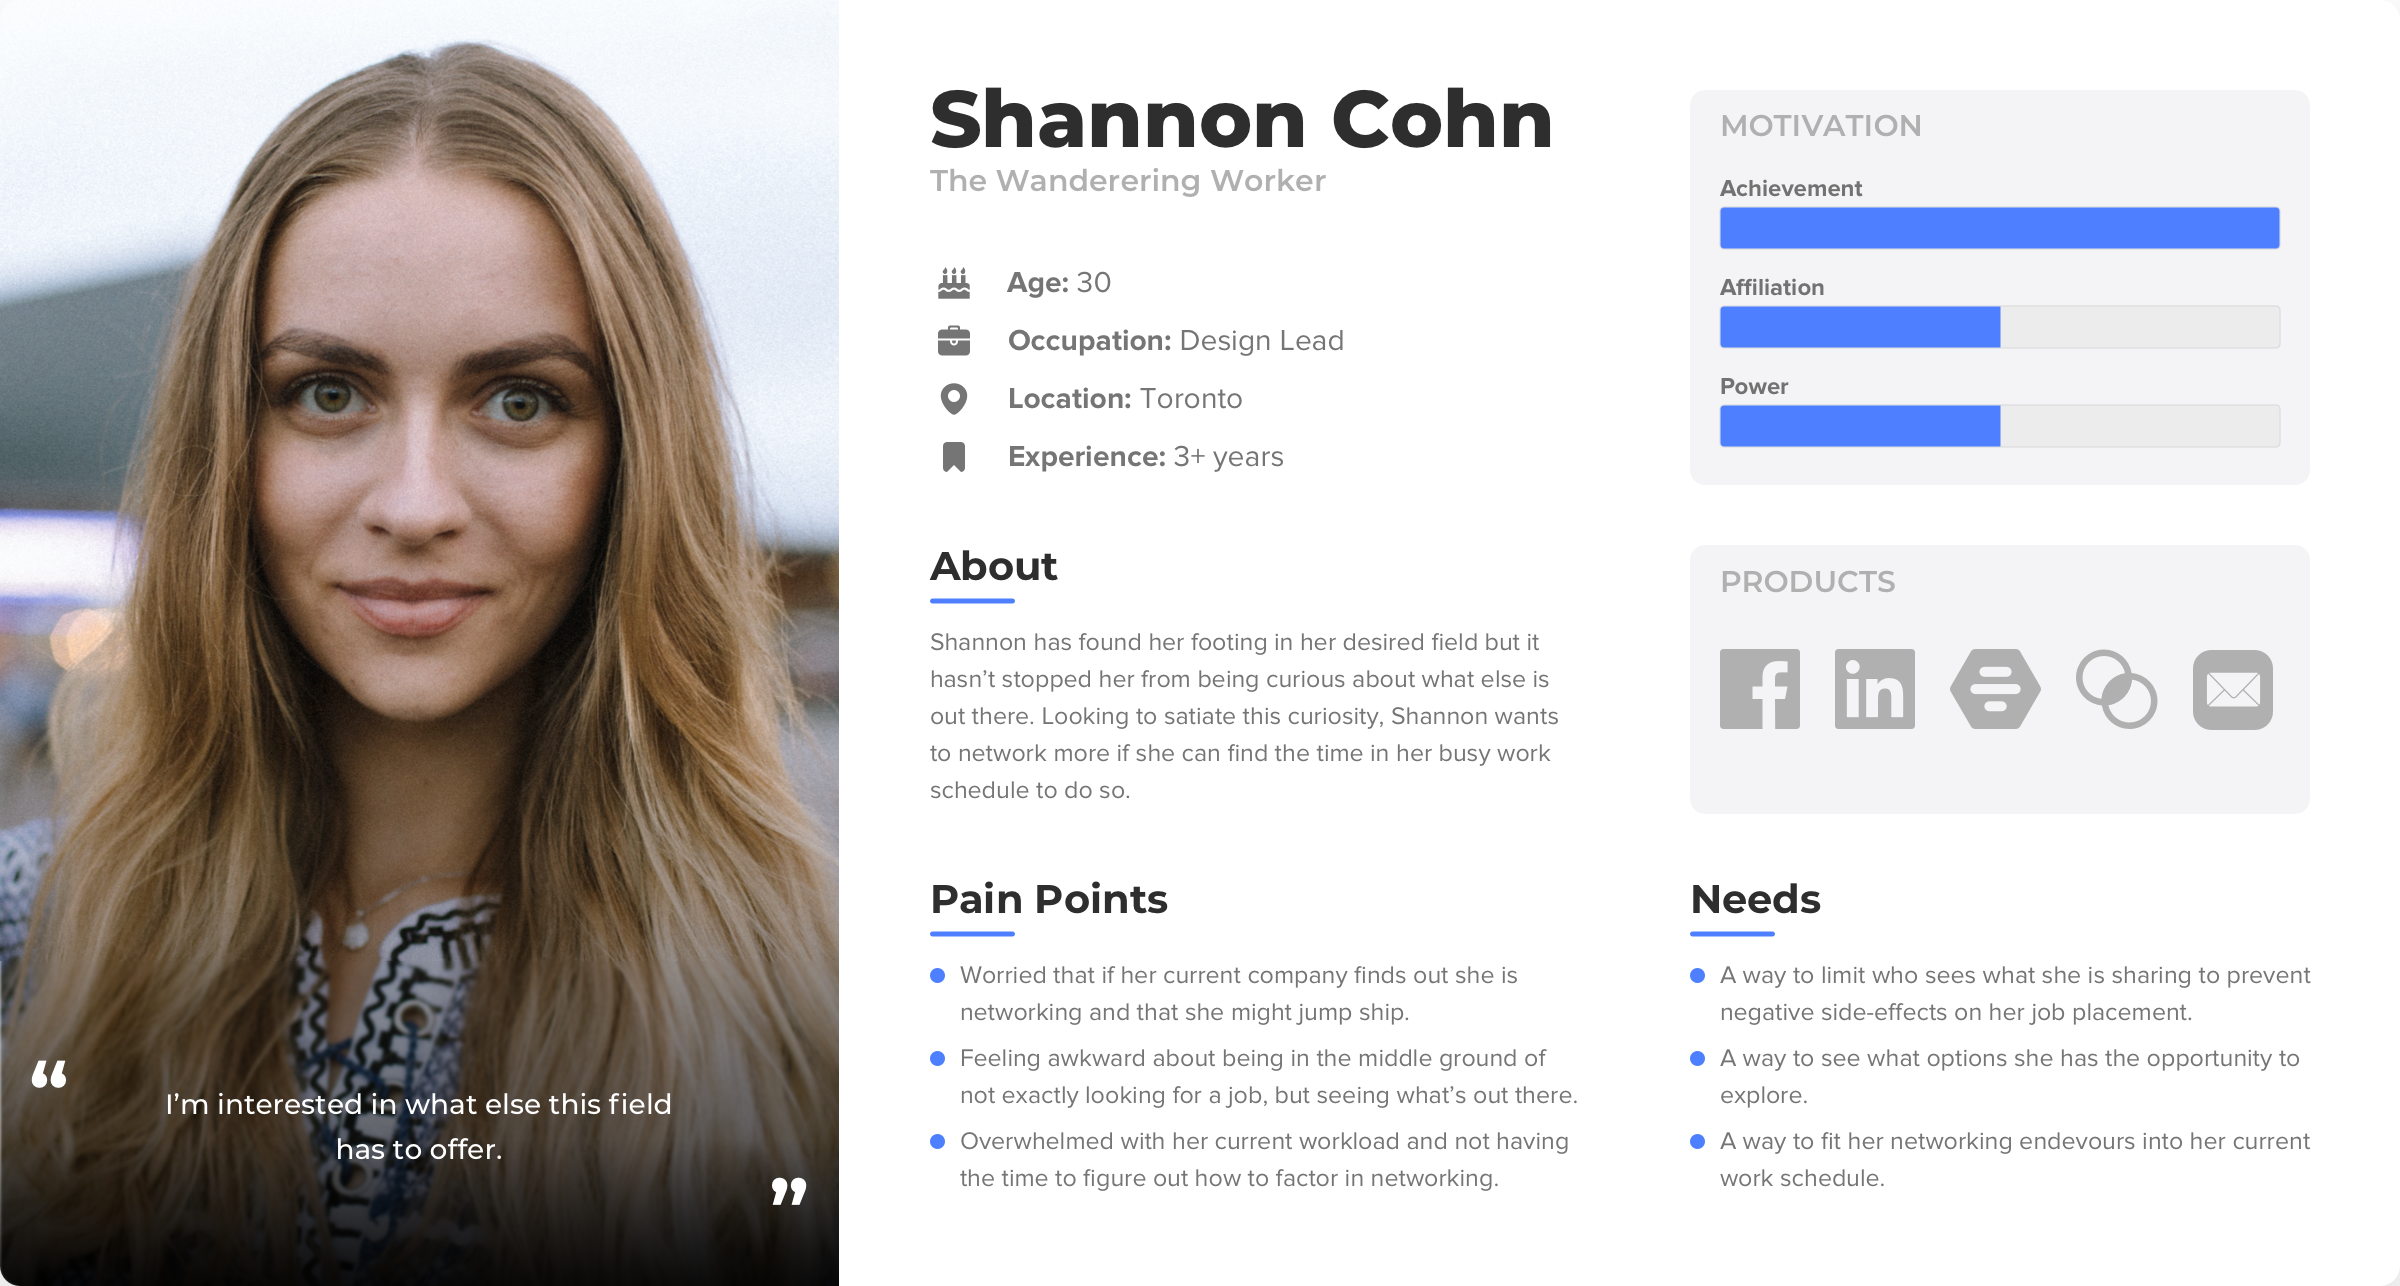 Shannon Cohn
The Wanderering Worker
Age: 30
Occupation: Design Lead
Location: Toronto
Experience: 3+ years
About
Shannon has found her footing in her desired field but it
hasn’t stopped her from being curious about what else is
out there. Looking to satiate this curiosity, Shannon wants
to network more if she can find the time in her busy work
schedule to do so.
MOTIVATION
Achievement
Affiliation
Power
PRODUCTS
f
in
Pain Points
Worried that if her current company finds out she is
networking and that she might jump ship.
Feeling awkward about being in the middle ground of
not exactly looking for a job, but seeing what’s out there.
Overwhelmed with her current workload and not having
the time to figure out how to factor in networking.
Needs
A way to limit who sees what she is sharing to prevent
negative side-effects on her job placement.
A way to see what options she has the opportunity to
explore.
A way to fit her networking endevours into her current
work schedule.
“
I’m interested in what else this field
has to offer.
”